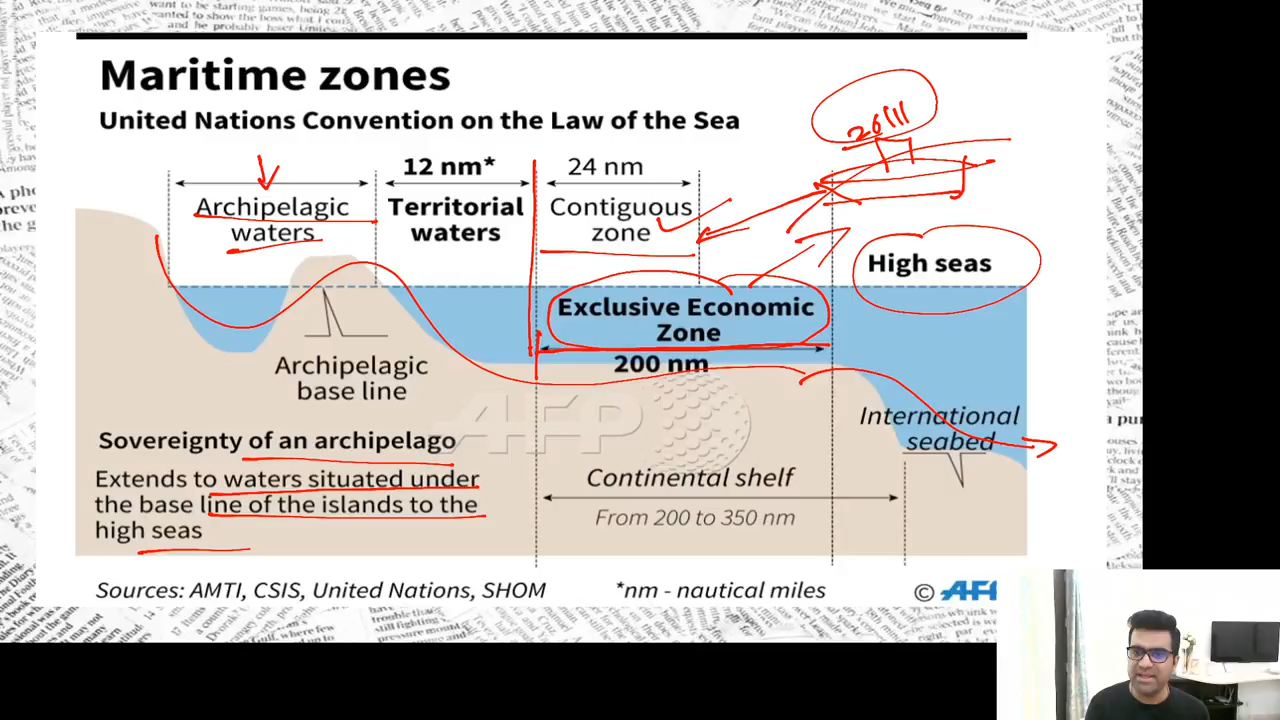 Maritime zones
United Nations Convention on the Law of the Sea
26111
12 nm*
24 nm
Archipelagic
waters
Territorial
waters
Contiguous
zone
High seas
Exclusive Economic
Zone
200 nm
Archipelagic
base line
AFP
International
seabed
Sovereignty of an archipelago
Extends to waters situated under
the base line of the islands to the
high seas
Continental shelf
From 200 to 350 nm
Sources: AMTI, CSIS, United Nations, SHOM
*nm - nautical miles
©